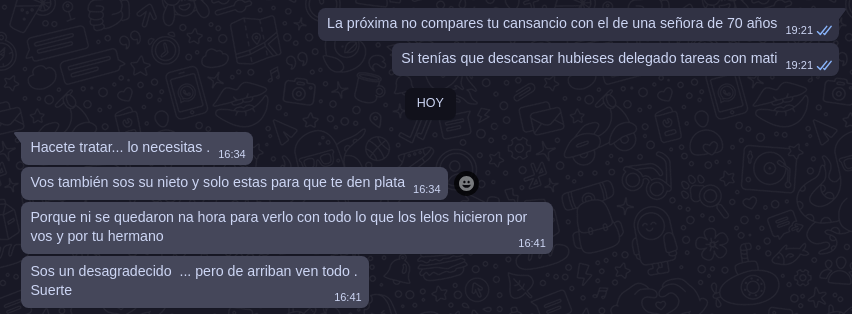 La próxima no compares tu cansancio con el de una señora de 70 años 19:21
Si tenías que descansar hubieses delegado tareas con mati 19:21
HOY
Hacete tratar... lo necesitas . 16:34
Vos también sos su nieto y solo estas para que te den plata 16:34
Porque ni se quedaron na hora para verlo con todo lo que los lelos hicieron por
vos y por tu hermano 16:41
Sos un desagradecido ... pero de arriban ven todo .
Suerte 16:41